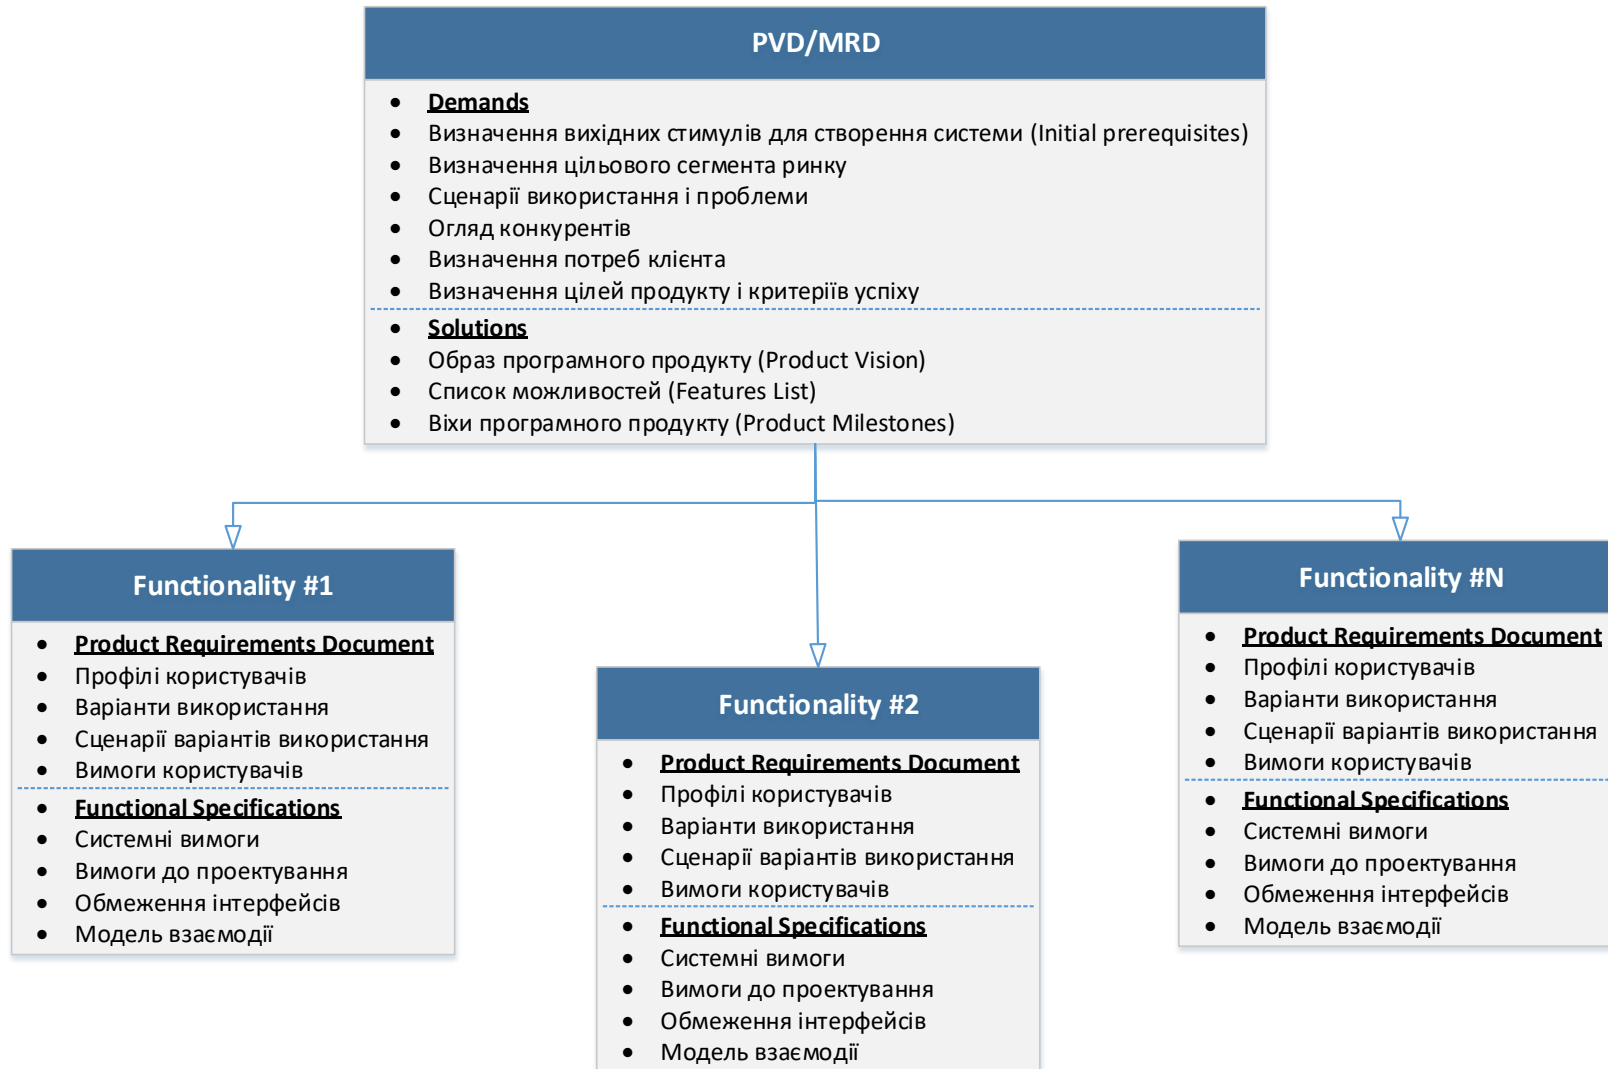 PVD/MRD
• Demands
• Визначення вихідних стимулів для створення системи (Initial prerequisites)
• Визначення цільового сегмента ринку
• Сценарії використання і проблеми
• Огляд конкурентів
• Визначення потреб клієнта
• Визначення цілей продукту і критеріїв успіху
• Solutions
• Образ програмного продукту (Product Vision)
• Список можливостей (Features List)
• Віхи програмного продукту (Product Milestones)
Functionality #1
• Product Requirements Document
• Профілі користувачів
• Варіанти використання
• Сценарії варіантів використання
• Вимоги користувачів
• Functional Specifications
• Системні вимоги
• Вимоги до проектування
• Обмеження інтерфейсів
• Модель взаємодії
Functionality #2
• Product Requirements Document
• Профілі користувачів
• Варіанти використання
• Сценарії варіантів використання
• Вимоги користувачів
• Functional Specifications
• Системні вимоги
• Вимоги до проектування
• Обмеження інтерфейсів
• Модель взаємодії
Functionality #N
• Product Requirements Document
• Профілі користувачів
• Варіанти використання
• Сценарії варіантів використання
• Вимоги користувачів
• Functional Specifications
• Системні вимоги
• Вимоги до проектування
• Обмеження інтерфейсів
• Модель взаємодії